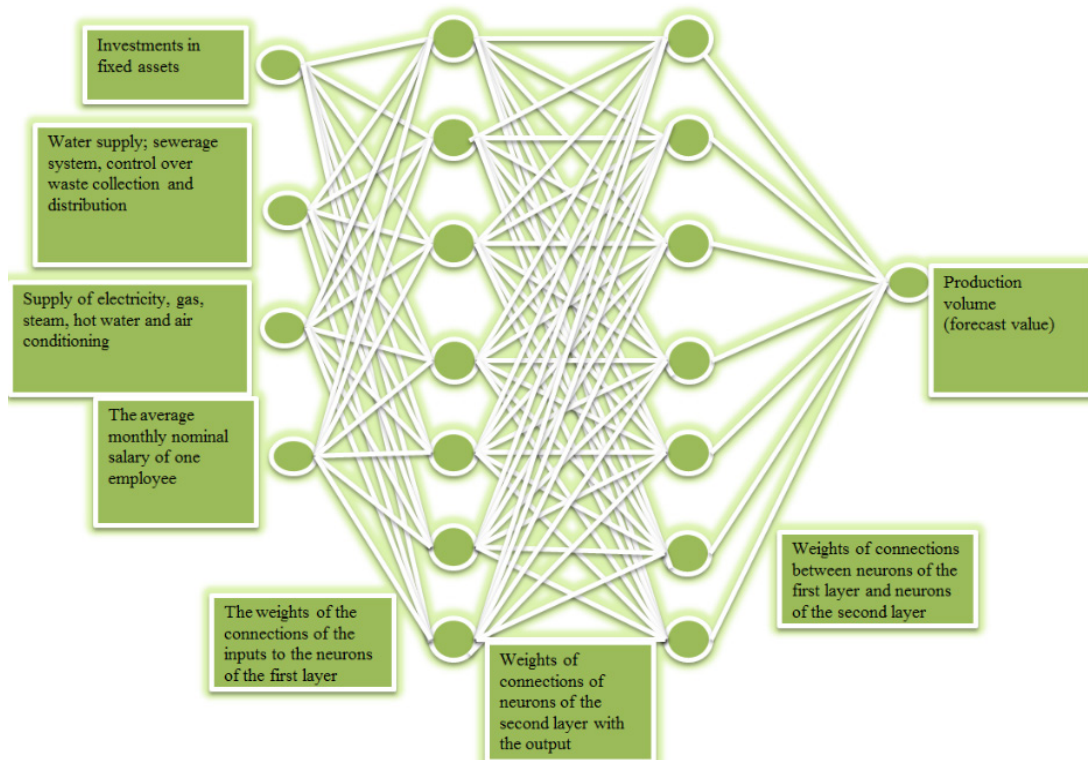 Investments in
fixed assets
Water supply; sewerage
system, control over
waste collection and
distribution
Supply of electricity, gas,
steam, hot water and air
conditioning
The average
monthly nominal
salary of one
employee
Production
volume
(forecast value)
The weights of the
connections of the
inputs to the neurons
of the first layer
Weights of
connections of
neurons of the
second layer with
the output
Weights of connections
between neurons of the
first layer and neurons
of the second layer